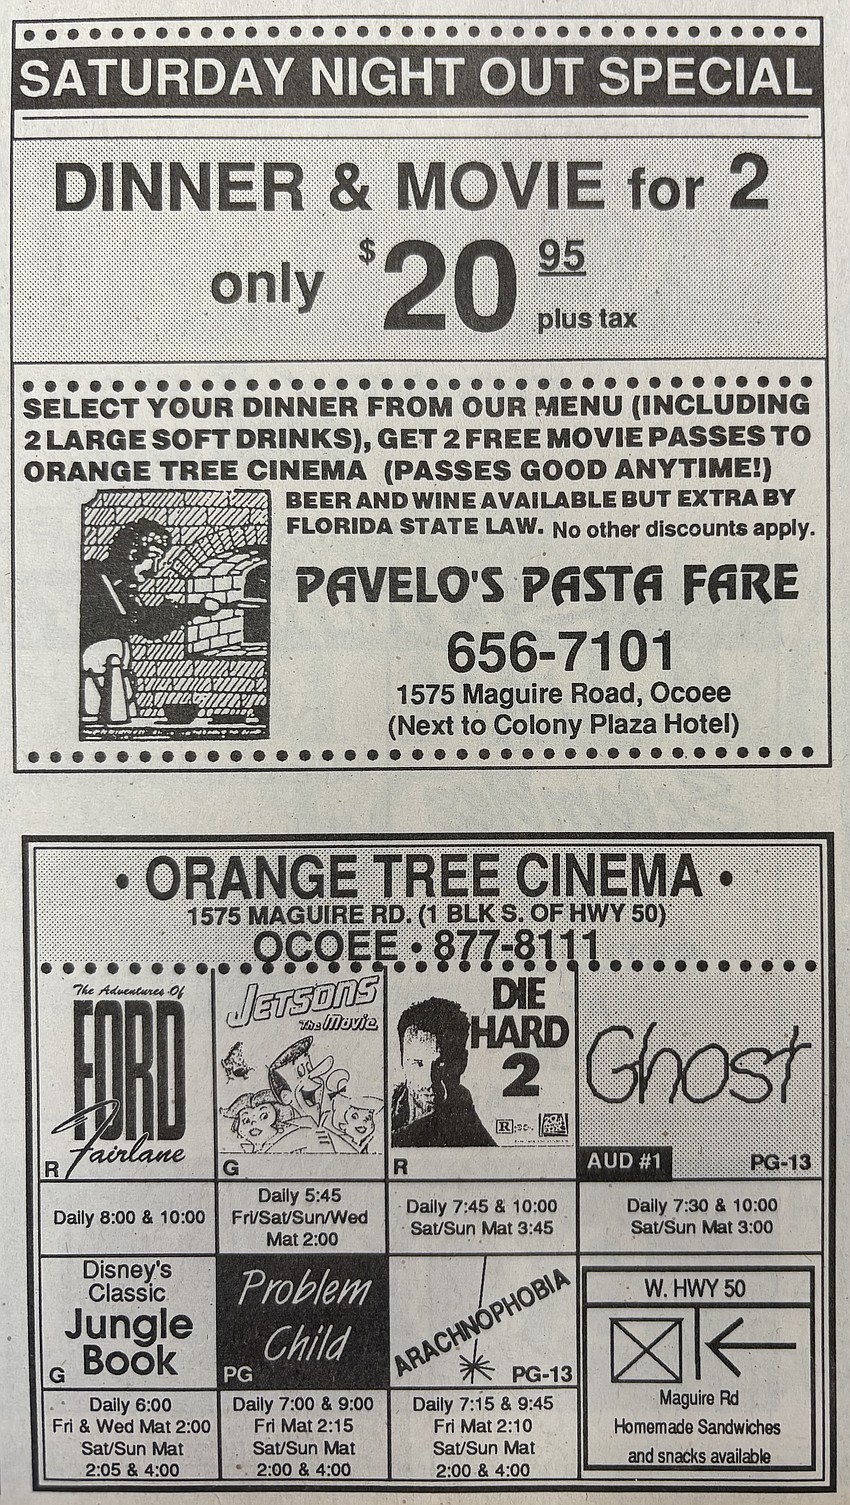 SATURDAY NIGHT OUT SPECIAL
DINNER & MOVIE for 2
only $20 95
plus tax
SELECT YOUR DINNER FROM OUR MENU (INCLUDING
2 LARGE SOFT DRINKS), GET 2 FREE MOVIE PASSES TO
ORANGE TREE CINEMA (PASSES GOOD ANYTIME!)
BEER AND WINE AVAILABLE BUT EXTRA BY
FLORIDA STATE LAW. No other discounts apply.
PAVELO'S PASTA FARE
656-7101
1575 Maguire Road, Ocoee
(Next to Colony Plaza Hotel)
• ORANGE TREE CINEMA •
1575 MAGUIRE RD. (1 BLK S. OF HWY 50)
OCOEE • 877-8111
The Adventures Of
FORD
Fairlane
R
Daily 8:00 & 10:00
JETSONS
The Movie
G
Daily 5:45
Fri/Sat/Sun/Wed
Mat 2:00
DIE
HARD
2
R
R
Daily 7:45 & 10:00
Sat/Sun Mat 3:45
Ghost
AUD #1 PG-13
Daily 7:30 & 10:00
Sat/Sun Mat 3:00
Disney's
Classic
Jungle
Book
G
Daily 6:00
Fri & Wed Mat 2:00
Sat/Sun Mat
2:05 & 4:00
Problem
Child
PG
Daily 7:00 & 9:00
Fri Mat 2:15
Sat/Sun Mat
2:00 & 4:00
ARACHNOPHOBIA
PG-13
Daily 7:15 & 9:45
Fri Mat 2:10
Sat/Sun Mat
2:00 & 4:00
W. HWY 50
Maguire Rd
Homemade Sandwiches
and snacks available